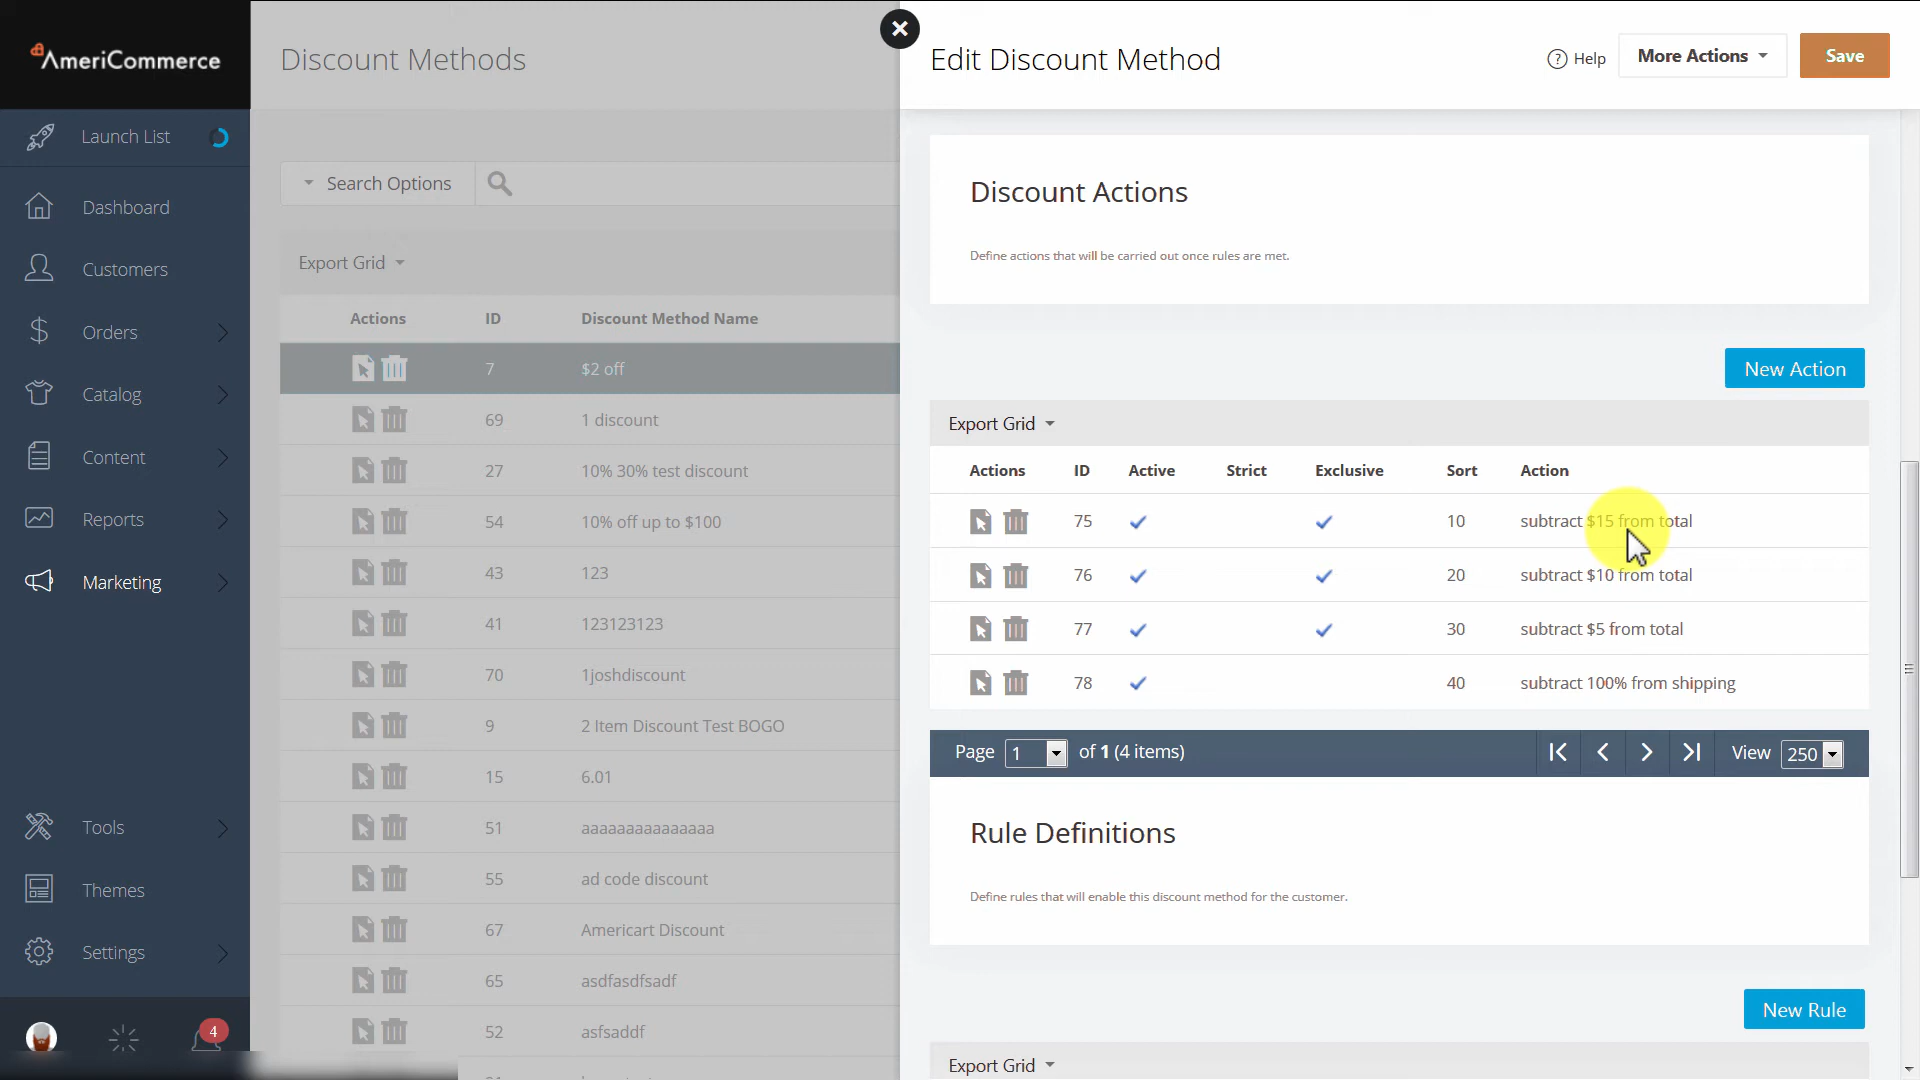 AmeriCommerce
Launch List
Dashboard
Customers
Orders
Catalog
Content
Reports
Marketing
Tools
Themes
Settings
4
Discount Methods
Search Options
Export Grid
Actions ID Discount Method Name
7 $2 off
69 1 discount
27 10% 30% test discount
54 10% off up to $100
43 123
41 123123123
70 1joshdiscount
9 2 Item Discount Test BOGO
15 6.01
51 aaaaaaaaaaaaaaa
55 ad code discount
67 Americart Discount
65 asdfasdfsadf
52 asfsaddf
Edit Discount Method
? Help
More Actions
Save
Discount Actions
Define actions that will be carried out once rules are met.
New Action
Export Grid
Actions ID Active Strict Exclusive Sort Action
75 10 subtract $15 from total
76 20 subtract $10 from total
77 30 subtract $5 from total
78 40 subtract 100% from shipping
Page 1 of 1 (4 items) View 250
Rule Definitions
Define rules that will enable this discount method for the customer.
New Rule
Export Grid